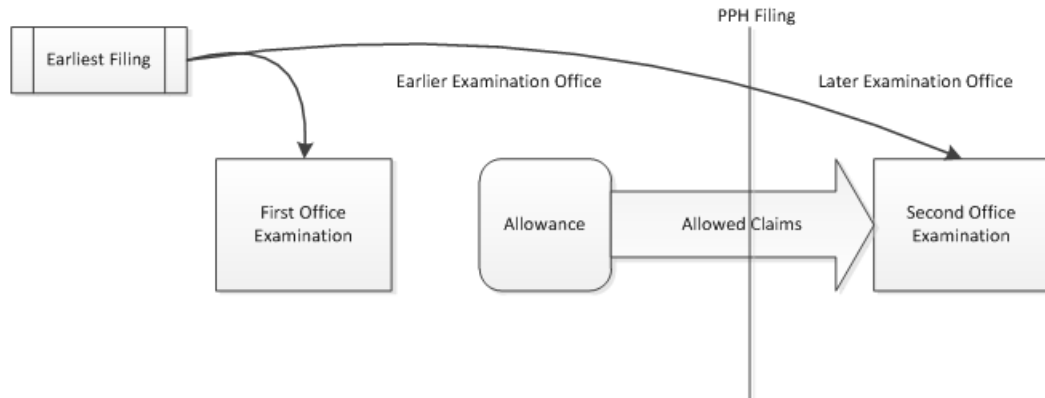 PPH Filing
Earliest Filing
Earlier Examination Office
Later Examination Office
First Office
Examination
Allowance
Allowed Claims
Second Office
Examination